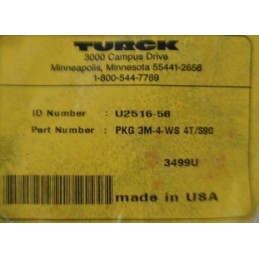 TURCK
3000 Campus Drive
Minneapolis, Minnesota 55441-2656
1-800-544-7769
ID Number : U2516-58
Part Number : PKG 3M-4-WS 4T/S90
3499U
made in USA